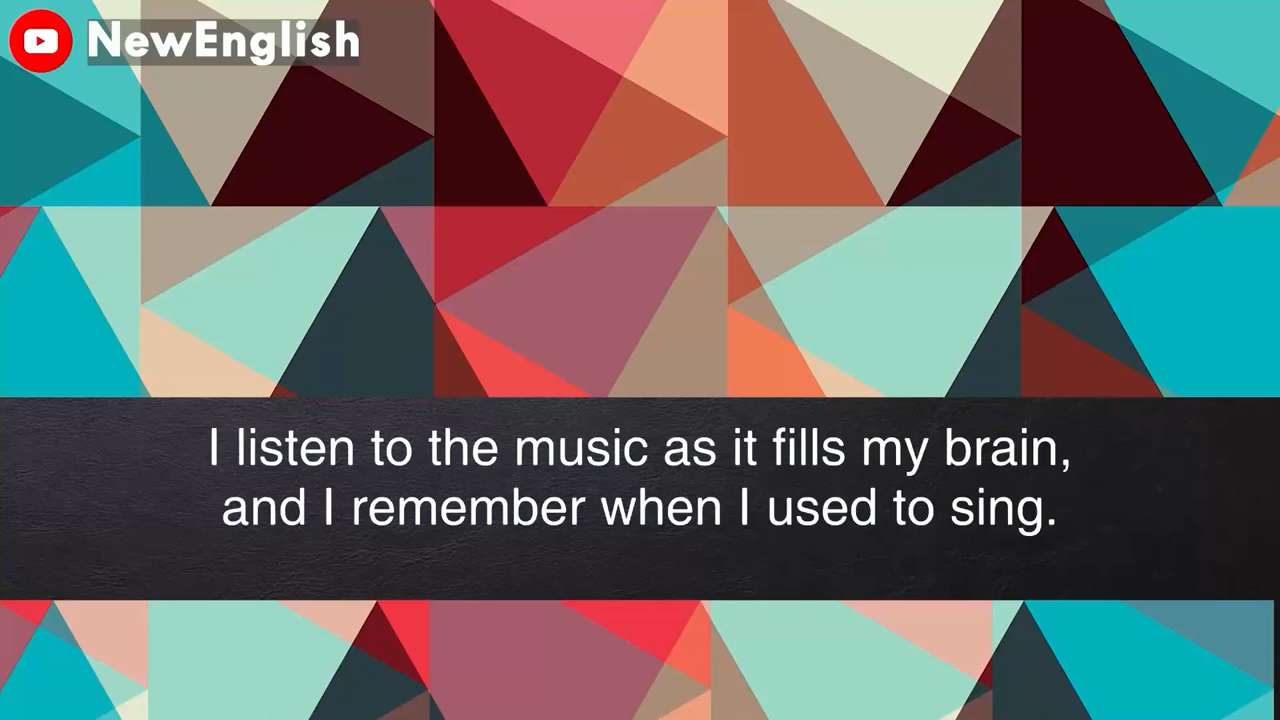 NewEnglish
I listen to the music as it fills my brain,
and I remember when I used to sing.